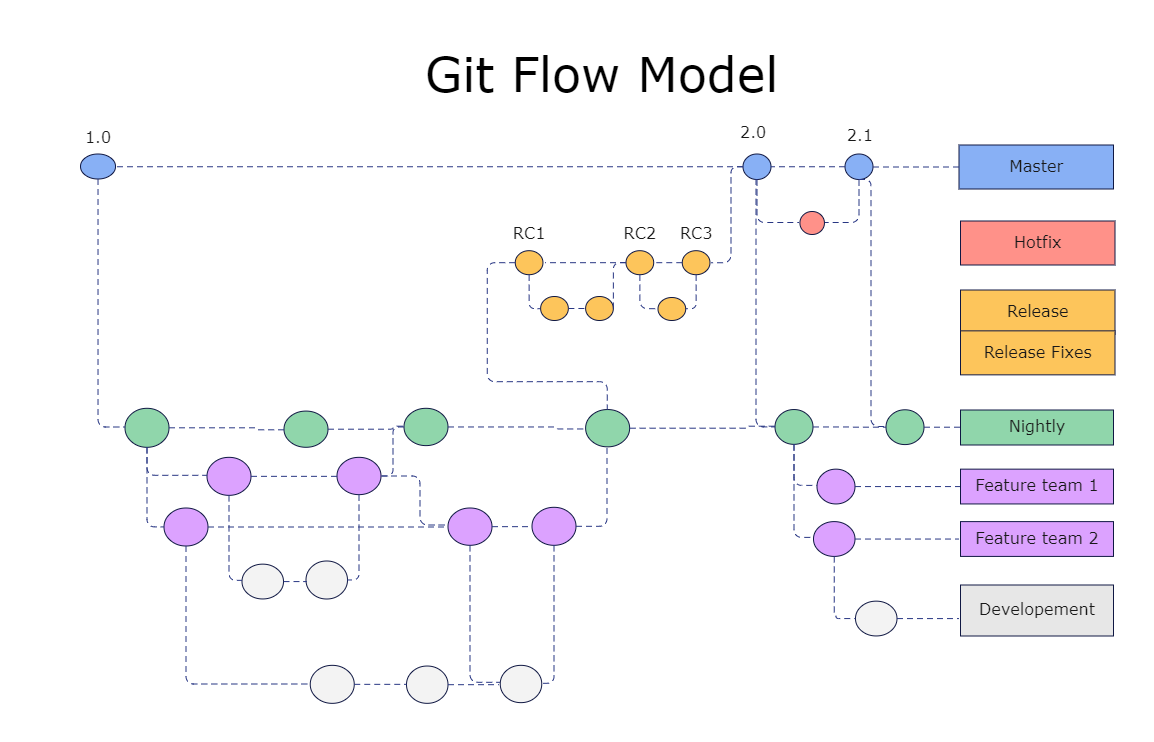 Git Flow Model
1.0
2.0
2.1
Master
RC1
RC2
RC3
Hotfix
Release
Release Fixes
Nightly
Feature team 1
Feature team 2
Developement